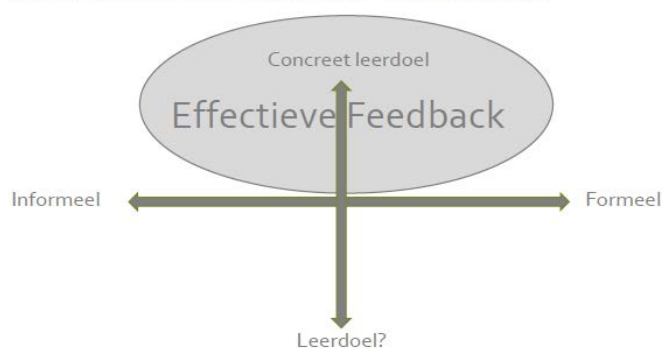 Concreet leerdoel
Effectieve Feedback
Informeel
Formeel
Leerdoel?